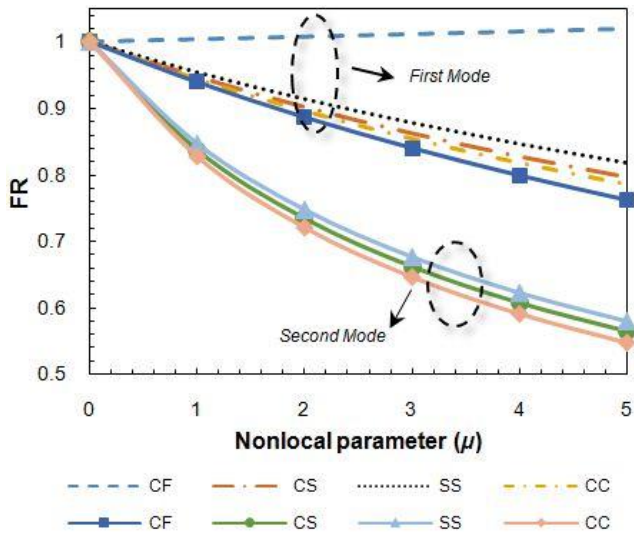 1
0.9
0.8
0.7
0.6
0.5
FR
First Mode
Second Mode
0 1 2 3 4 5
Nonlocal parameter (μ)
CF CS SS CC
CF CS SS CC